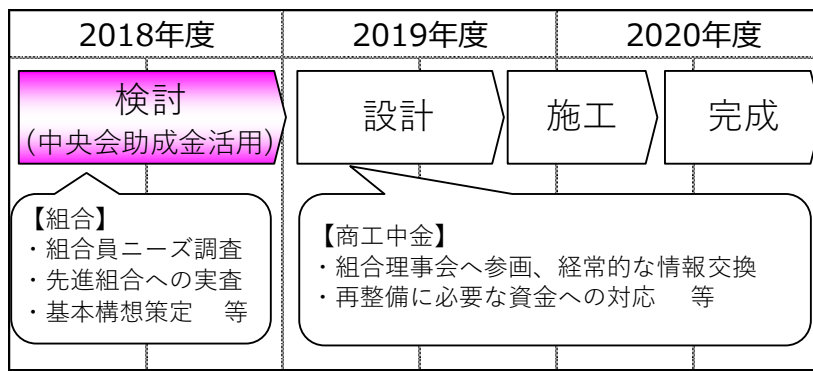 2018年度 2019年度 2020年度
検討
(中央会助成金活用)
設計
施工
完成
【組合】
・組合員ニーズ調査
・先進組合への実査
・基本構想策定 等
【商工中金】
・組合理事会へ参画、経常的な情報交換
・再整備に必要な資金への対応 等